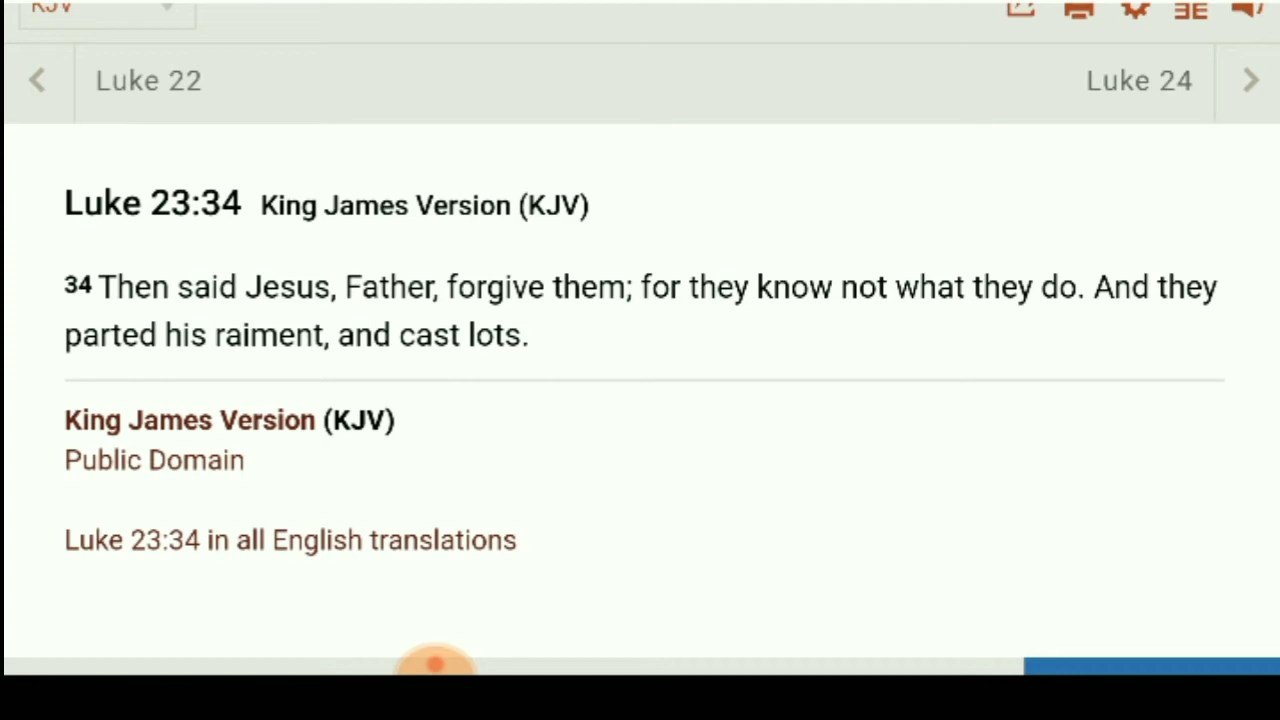 KJV
Luke 22
Luke 24
Luke 23:34 King James Version (KJV)
34 Then said Jesus, Father, forgive them; for they know not what they do. And they
parted his raiment, and cast lots.
King James Version (KJV)
Public Domain
Luke 23:34 in all English translations